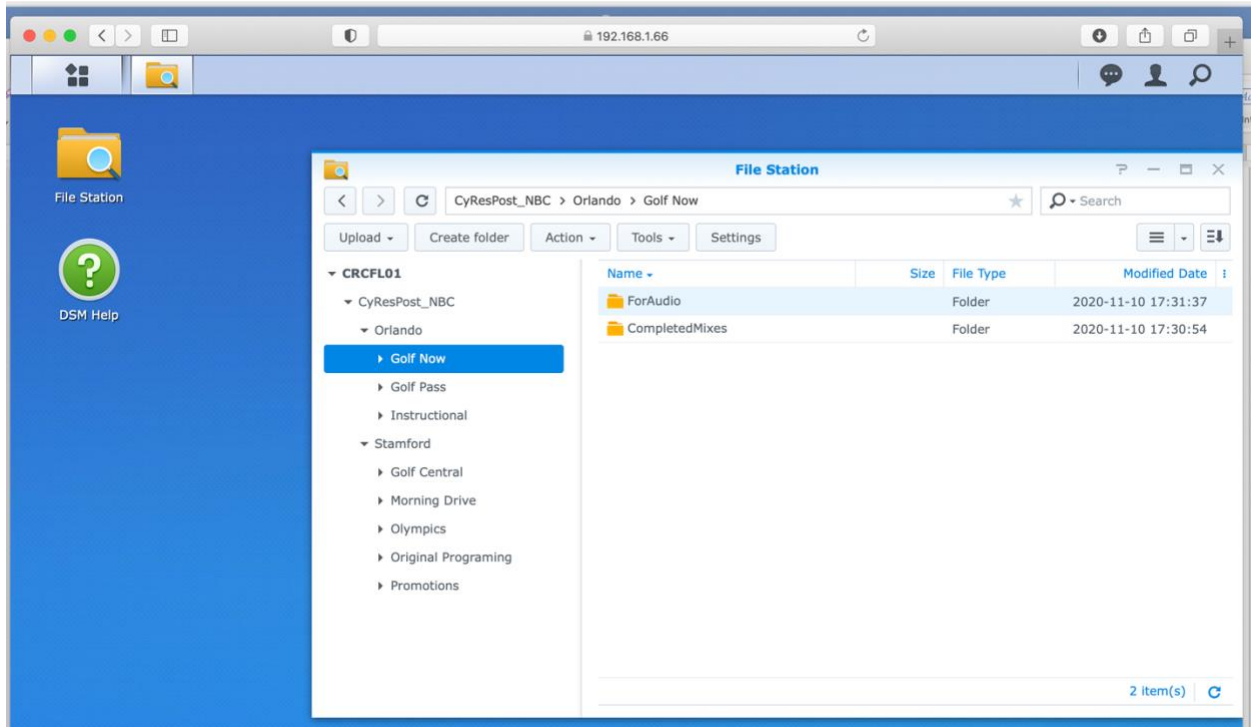 192.168.1.66
File Station
DSM Help
File Station
CyResPost_NBC > Orlando > Golf Now
Search
Upload Create folder Action Tools Settings
CRCFL01
CyResPost_NBC
Orlando
Golf Now
Golf Pass
Instructional
Stamford
Golf Central
Morning Drive
Olympics
Original Programing
Promotions
Name Size File Type Modified Date
ForAudio Folder 2020-11-10 17:31:37
CompletedMixes Folder 2020-11-10 17:30:54
2 item(s)